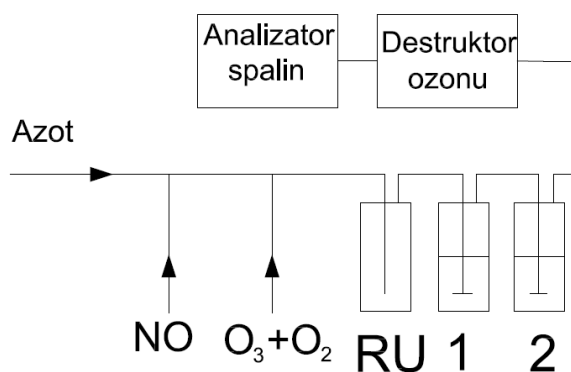 Analizator
spalin
Destruktor
ozonu
Azot
NO
O₃+O₂
RU
1
2